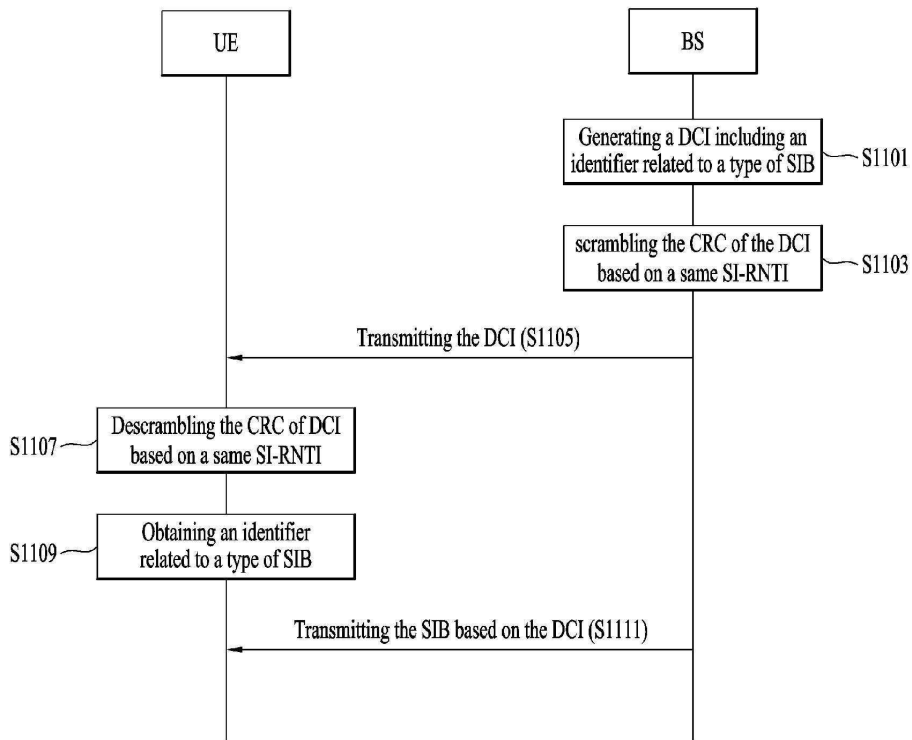 UE
BS
Generating a DCI including an
identifier related to a type of SIB
S1101
scrambling the CRC of the DCI
based on a same SI-RNTI
S1103
Transmitting the DCI (S1105)
Descrambling the CRC of DCI
based on a same SI-RNTI
S1107
Obtaining an identifier
related to a type of SIB
S1109
Transmitting the SIB based on the DCI (S1111)